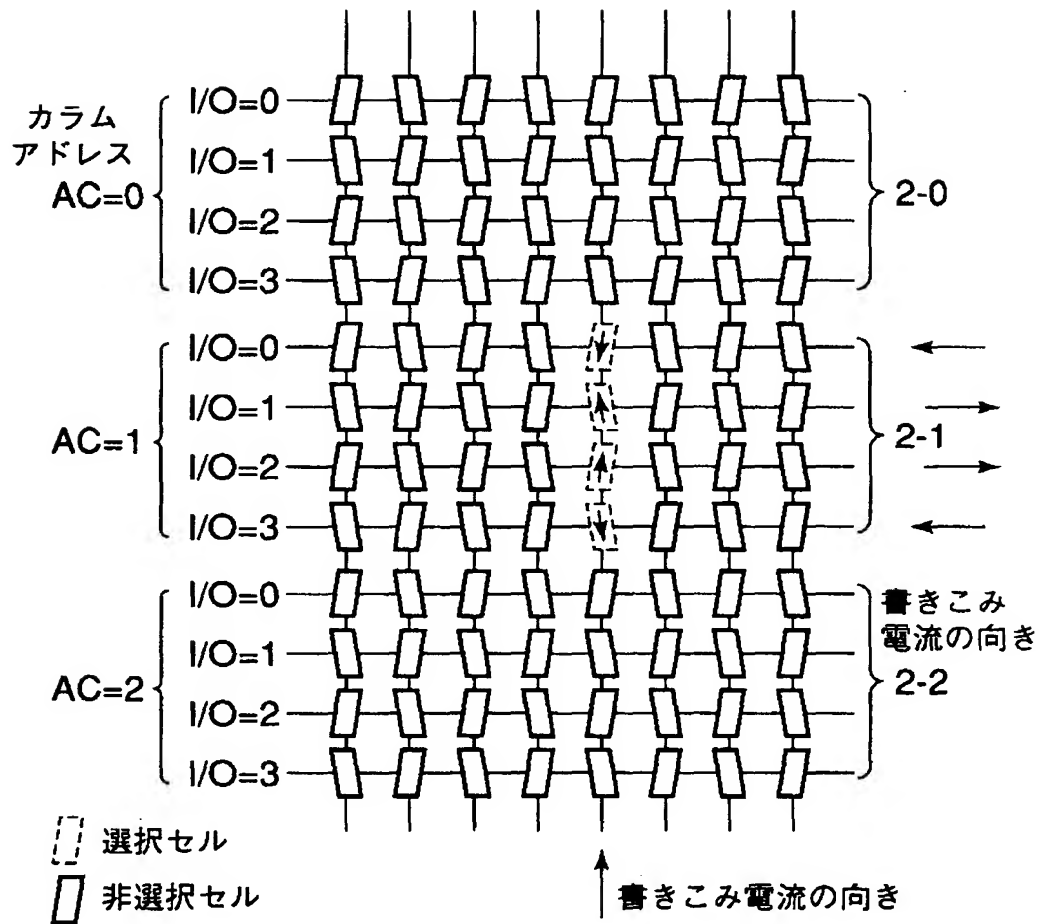 カラム
アドレス
AC=0
I/O=0
I/O=1
I/O=2
I/O=3
2-0
AC=1
I/O=0
I/O=1
I/O=2
I/O=3
2-1
AC=2
I/O=0
I/O=1
I/O=2
I/O=3
書きこみ
電流の向き
2-2
選択セル
非選択セル
書きこみ電流の向き